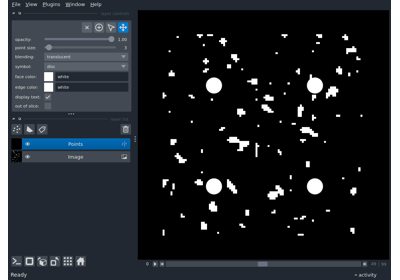 File View Plugins Window Help
opacity: 1.00
point size:
blending: translucent
symbol: disc
face color: white
edge color: white
display text:
out of slice:
Points
Image
0
Ready
activity